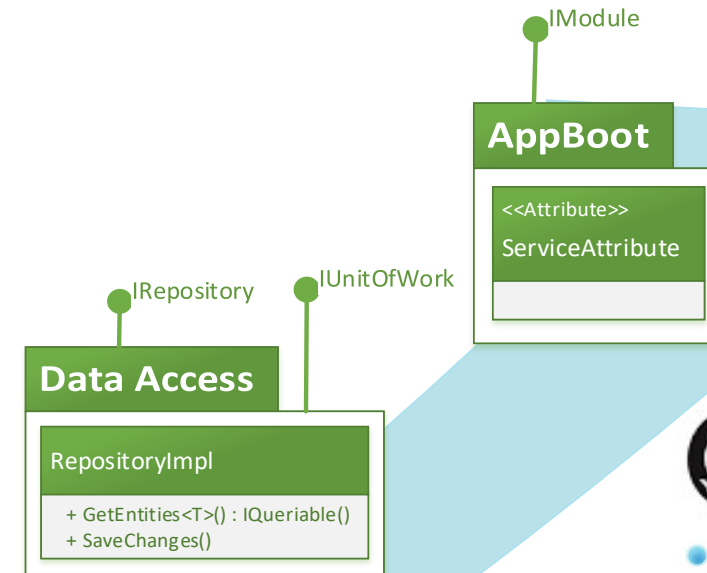 IModule
AppBoot
<<Attribute>>
ServiceAttribute
IRepository
IUnitOfWork
Data Access
RepositoryImpl
+ GetEntities<T>() : IQueriable()
+ SaveChanges()